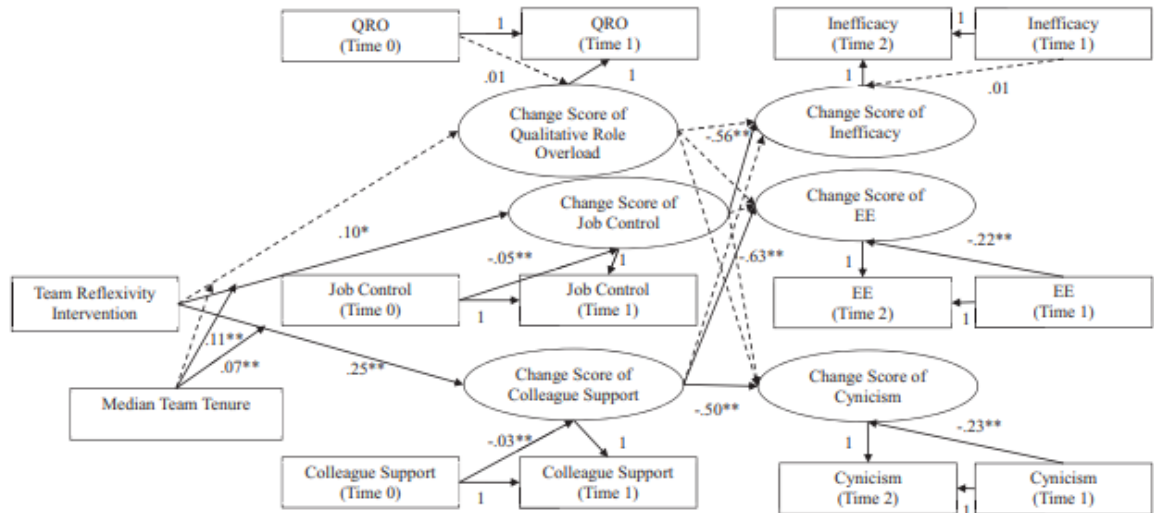 QRO
(Time 0)
1
QRO
(Time 1)
Inefficacy
(Time 2)
1
Inefficacy
(Time 1)
.01
1
1
.01
Change Score of
Qualitative Role
Overload
-.56**
Change Score of
Inefficacy
Change Score of
Job Control
Change Score of
EE
.10*
-.05**
1
-.63**
-.22**
1
Team Reflexivity
Intervention
Job Control
(Time 0)
1
Job Control
(Time 1)
EE
(Time 2)
1
EE
(Time 1)
.11**
.07**
.25**
Median Team Tenure
Change Score of
Colleague Support
-.50**
Change Score of
Cynicism
-.03**
1
1
-.23**
Colleague Support
(Time 0)
1
Colleague Support
(Time 1)
Cynicism
(Time 2)
1
Cynicism
(Time 1)